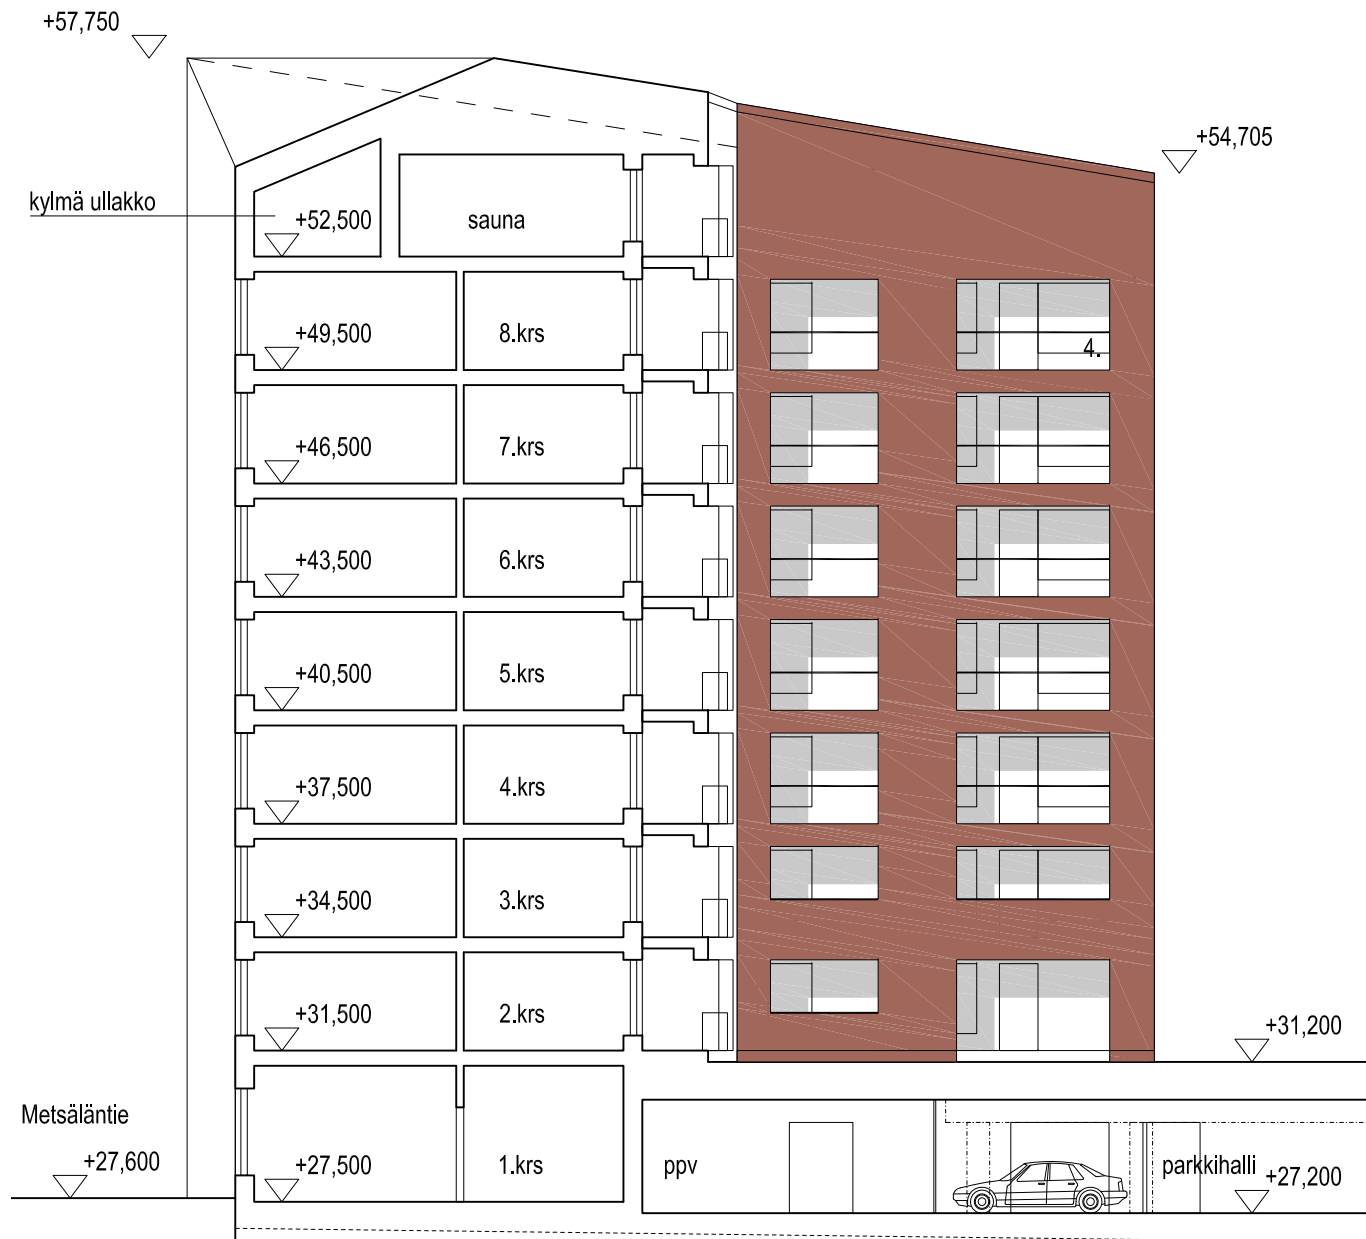 +57,750
+54,705
kylmä ullakko
+52,500
sauna
+49,500
8.krs
4.
+46,500
7.krs
+43,500
6.krs
+40,500
5.krs
+37,500
4.krs
+34,500
3.krs
+31,500
2.krs
+31,200
Metsäläntie
+27,600
+27,500
1.krs
ppv
parkkihalli
+27,200